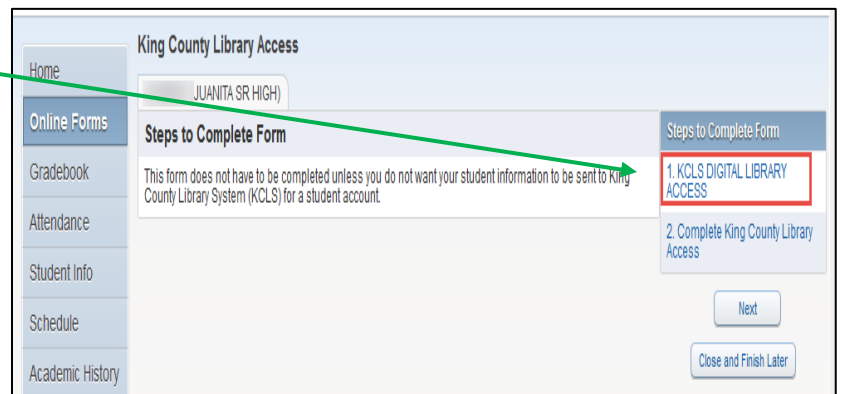 King County Library Access
Home
JUANITA SR HIGH)
Online Forms
Steps to Complete Form
Steps to Complete Form
Gradebook
This form does not have to be completed unless you do not want your student information to be sent to King
County Library System (KCLS) for a student account.
1. KCLS DIGITAL LIBRARY
ACCESS
Attendance
2. Complete King County Library
Access
Student Info
Schedule
Next
Academic History
Close and Finish Later